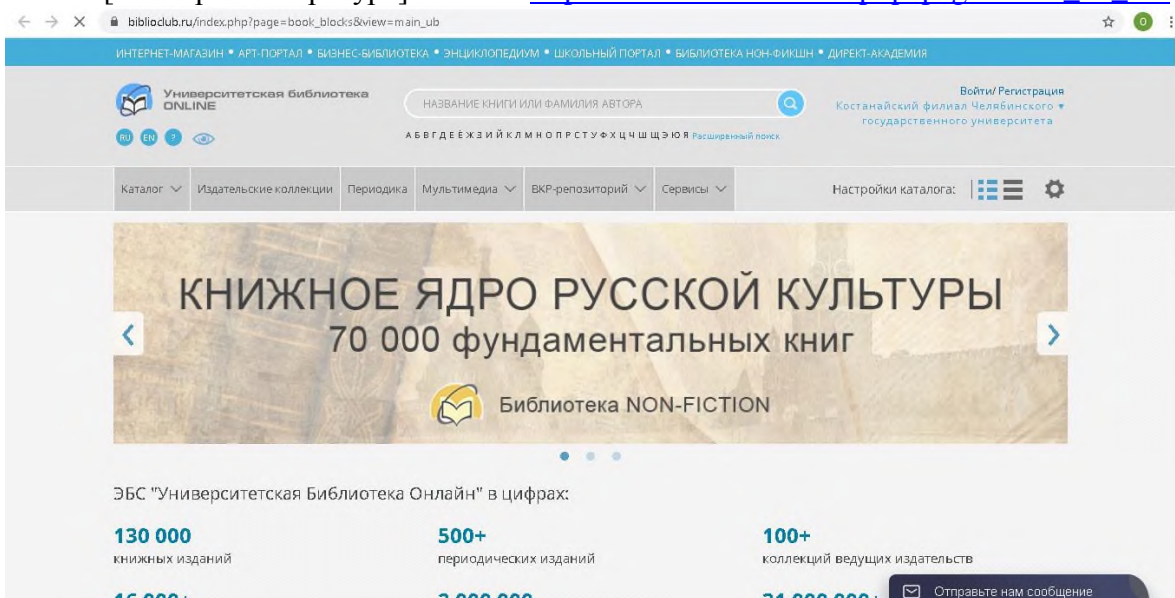 biblioclub.ru/index.php?page=book_blocks&view=main_ub
ИНТЕРНЕТ-МАГАЗИН • АРТ-ПОРТАЛ • БИЗНЕС-БИБЛИОТЕКА • ЭНЦИКЛОПЕДИУМ • ШКОЛЬНЫЙ ПОРТАЛ • БИБЛИОТЕКА НОН-ФИКШН • ДИРЕКТ-АКАДЕМИЯ
Университетская библиотека
ONLINE
НАЗВАНИЕ КНИГИ ИЛИ ФАМИЛИЯ АВТОРА
Войти/ Регистрация
Костанайский филиал Челябинского
государственного университета
RU EN ?
А Б В Г Д Е Ё Ж З И Й К Л М Н О П Р С Т У Ф Х Ц Ч Ш Щ Э Ю Я Расширенный поиск
Каталог Издательские коллекции Периодика Мультимедиа ВКР-репозиторий Сервисы Настройки каталога:
КНИЖНОЕ ЯДРО РУССКОЙ КУЛЬТУРЫ
70 000 фундаментальных книг
Библиотека NON-FICTION
ЭБС "Университетская Библиотека Онлайн" в цифрах:
130 000 500+ 100+
книжных изданий периодических изданий коллекций ведущих издательств
Отправьте нам сообщение